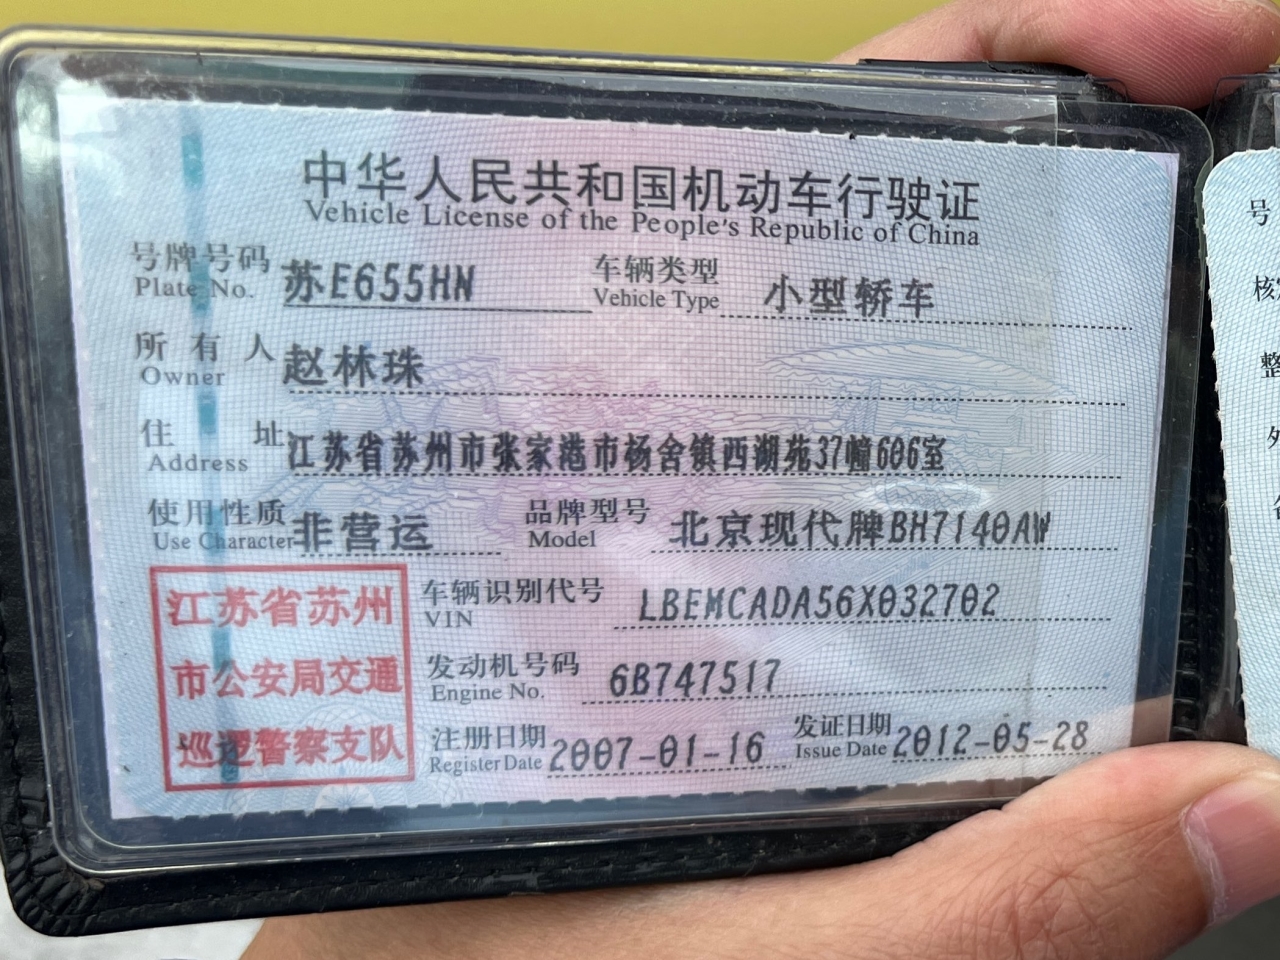 中华人民共和国机动车行驶证
Vehicle License of the People's Republic of China
号牌号码 苏E655HN 车辆类型 小型轿车
Plate No. Vehicle Type
所有人 赵林珠
Owner
住址 江苏省苏州市张家港市杨舍镇西湖苑37幢606室
Address
使用性质 非营运 品牌型号 北京现代牌BH7140AW
Use Character Model
江苏省苏州
市公安局交通
巡逻警察支队
车辆识别代号 LBEMCADA56X032702
VIN
发动机号码 6B747517
Engine No.
注册日期 2007-01-16 发证日期 2012-05-28
Register Date Issue Date
号
核
整